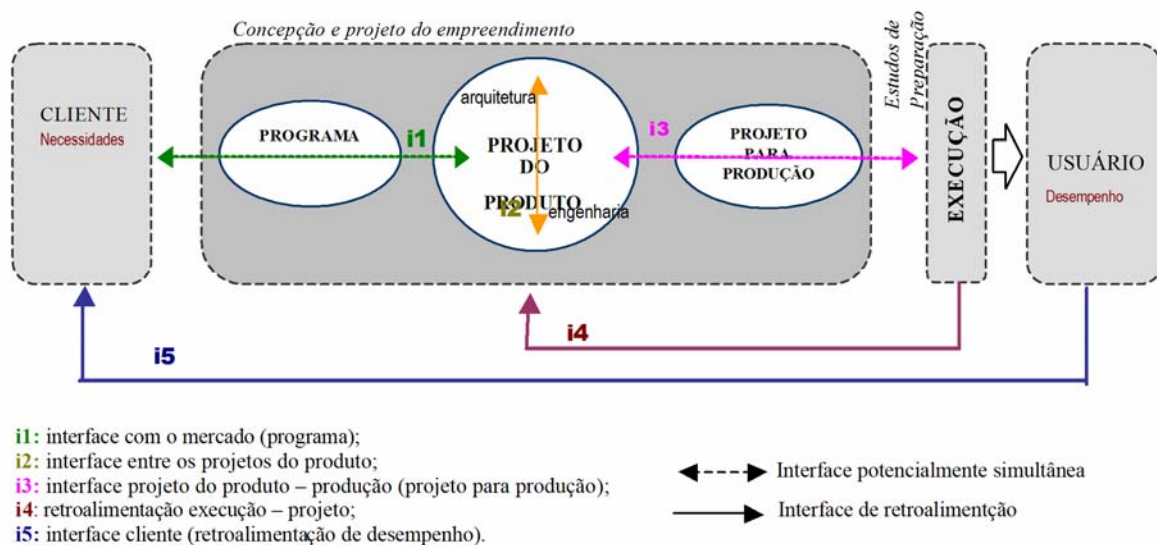 Concepção e projeto do empreendimento
Estudos de
Preparação
CLIENTE
Necessidades
PROGRAMA
i1
arquitetura
PROJETO
DO
PRODUTO
i2
engenharia
i3
PROJETO
PARA
PRODUÇÃO
EXECUÇÃO
USUÁRIO
Desempenho
i4
i5
i1: interface com o mercado (programa);
i2: interface entre os projetos do produto;
i3: interface projeto do produto – produção (projeto para produção);
i4: retroalimentação execução – projeto;
i5: interface cliente (retroalimentação de desempenho).
Interface potencialmente simultânea
Interface de retroalimentção